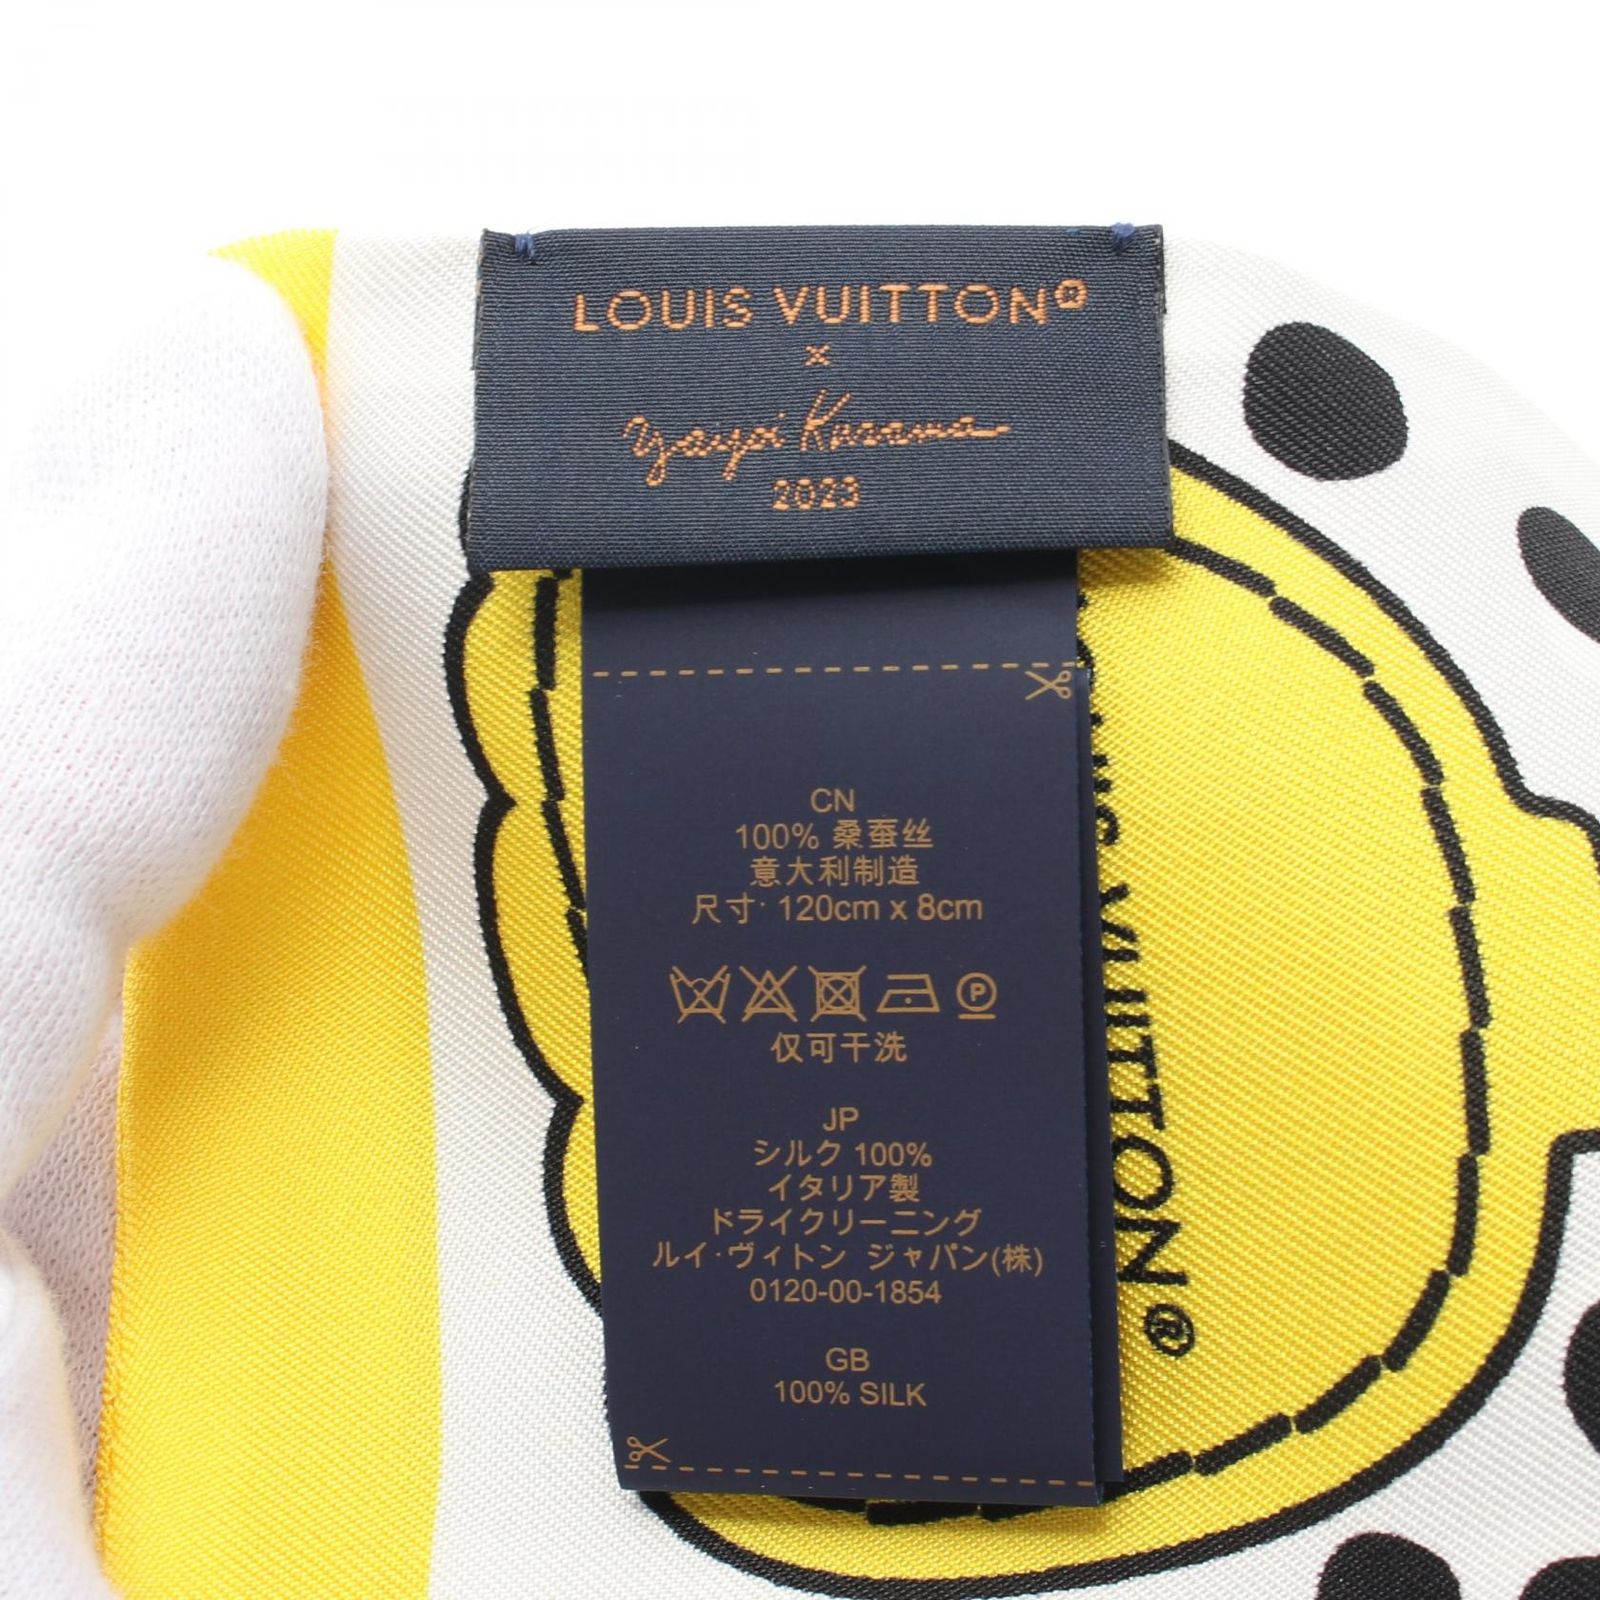 LOUIS VUITTON®
×
Yayoi Kusama
2023
CN
100% 桑蚕丝
意大利制造
尺寸: 120cm x 8cm
P
仅可干洗
JP
シルク 100%
イタリア製
ドライクリーニング
ルイ·ヴィトン ジャパン(株)
0120-00-1854
GB
100% SILK
VUITTON®